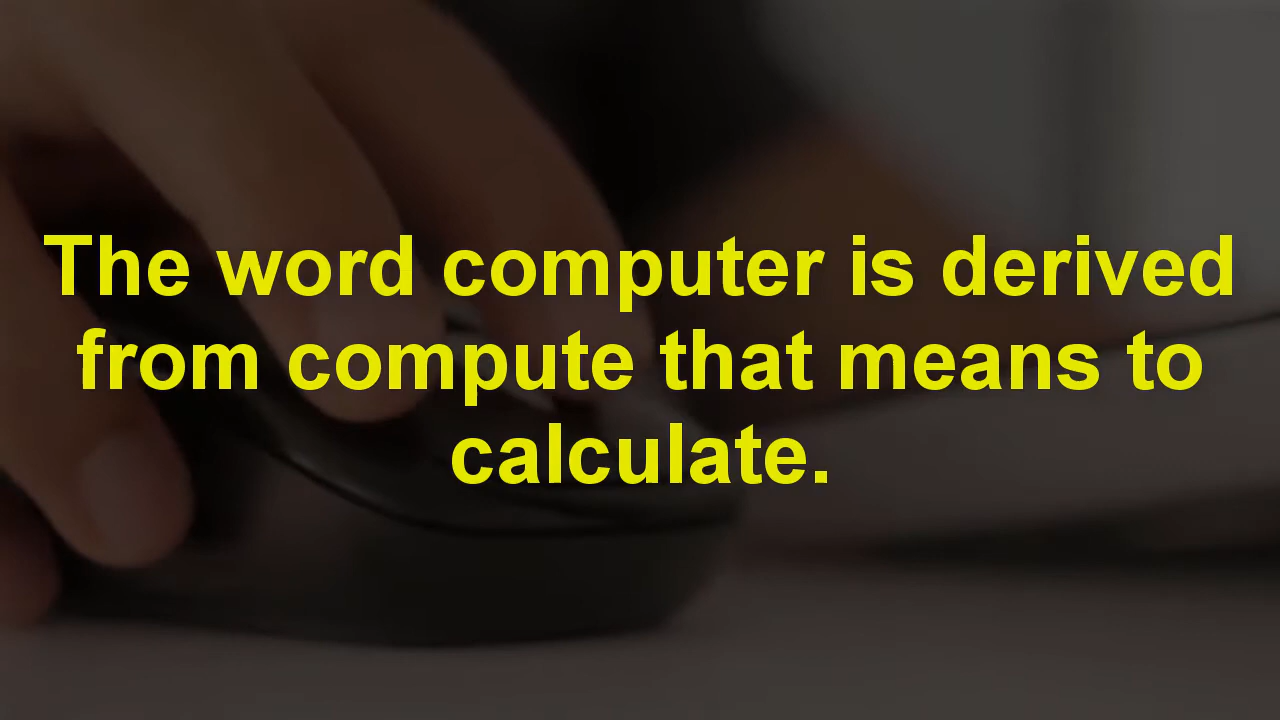 The word computer is derived
from compute that means to
calculate.